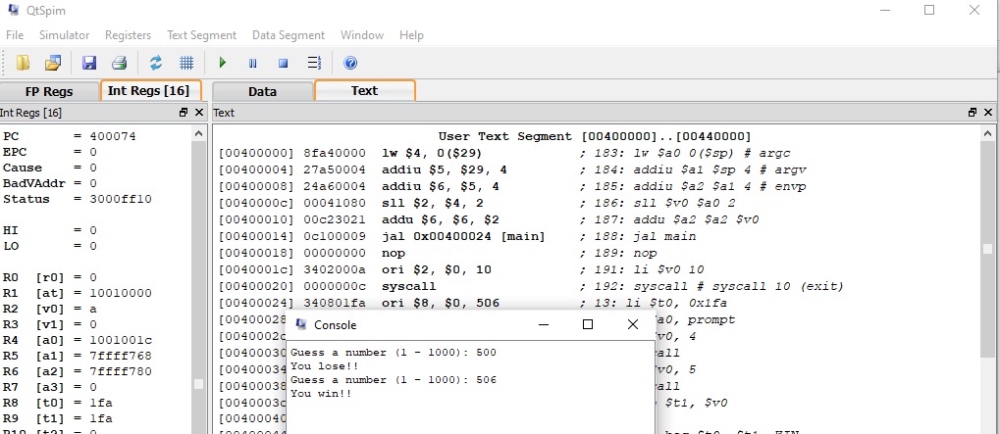 QtSpim
File Simulator Registers Text Segment Data Segment Window Help
FP Regs Int Regs [16] Data Text
Int Regs [16] Text
PC = 400074
EPC = 0
Cause = 0
BadVAddr = 0
Status = 3000ff10
HI = 0
LO = 0
R0 [r0] = 0
R1 [at] = 10010000
R2 [v0] = a
R3 [v1] = 0
R4 [a0] = 1001001c
R5 [a1] = 7ffff768
R6 [a2] = 7ffff780
R7 [a3] = 0
R8 [t0] = 1fa
R9 [t1] = 1fa
R10 [t2] = 0
User Text Segment [00400000]..[00440000]
[00400000] 8fa40000 lw $4, 0($29) ; 183: lw $a0 0($sp) # argc
[00400004] 27a50004 addiu $5, $29, 4 ; 184: addiu $a1 $sp 4 # argv
[00400008] 24a60004 addiu $6, $5, 4 ; 185: addiu $a2 $a1 4 # envp
[0040000c] 00041080 sll $2, $4, 2 ; 186: sll $v0 $a0 2
[00400010] 00c23021 addu $6, $6, $2 ; 187: addu $a2 $a2 $v0
[00400014] 0c100009 jal 0x00400024 [main] ; 188: jal main
[00400018] 00000000 nop ; 189: nop
[0040001c] 3402000a ori $2, $0, 10 ; 191: li $v0 10
[00400020] 0000000c syscall ; 192: syscall # syscall 10 (exit)
[00400024] 340801fa ori $8, $0, 506 ; 13: li $t0, 0x1fa
[00400028 $a0, prompt
[0040002c $v0, 4
[00400030 call
[00400034 $v0, 5
[00400038 call
[0040003c $t1, $v0
[00400040
[00400044 beq $t0, $t1, WIN
Console
Guess a number (1 - 1000): 500
You lose!!
Guess a number (1 - 1000): 506
You win!!